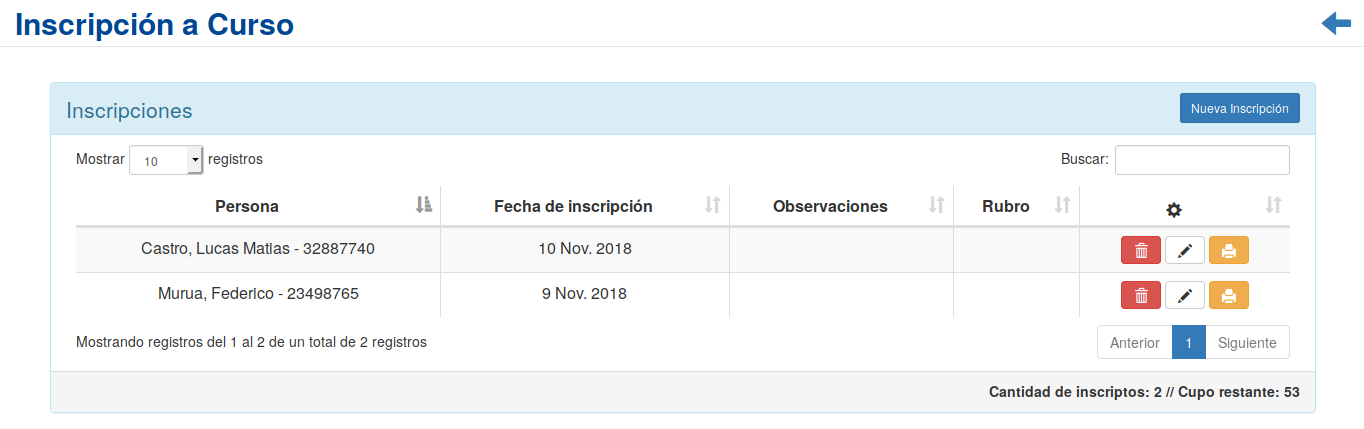 Inscripción a Curso
Inscripciones
Nueva Inscripción
Mostrar 10 registros
Buscar:
Persona Fecha de inscripción Observaciones Rubro
Castro, Lucas Matias - 32887740 10 Nov. 2018
Murua, Federico - 23498765 9 Nov. 2018
Mostrando registros del 1 al 2 de un total de 2 registros
Anterior 1 Siguiente
Cantidad de inscriptos: 2 // Cupo restante: 53